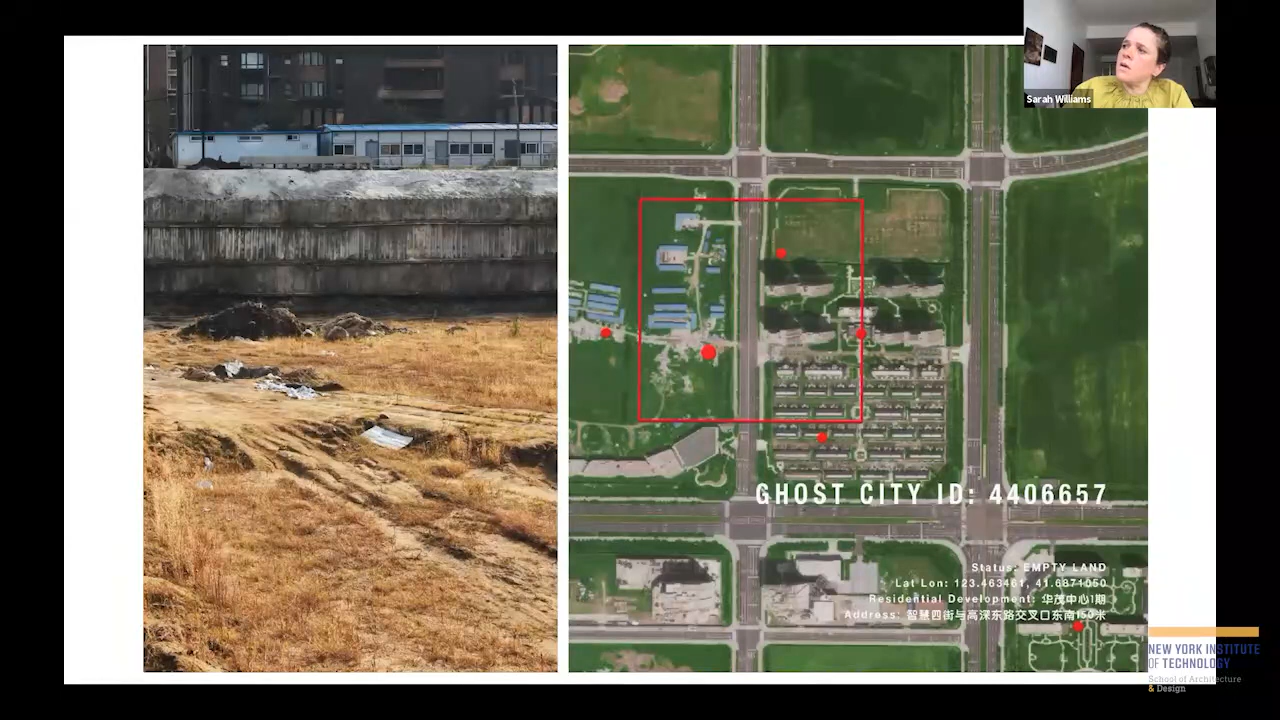 Sarah Williams
GHOST CITY ID: 4406657
Status: EMPTY LAND
Lat Lon: 123.463461, 41.6871050
Residential Development: 华茂中心1期
Address: 智慧四街与高深东路交叉口东南150米
NEW YORK INSTITUTE
OF TECHNOLOGY
School of Architecture
& Design